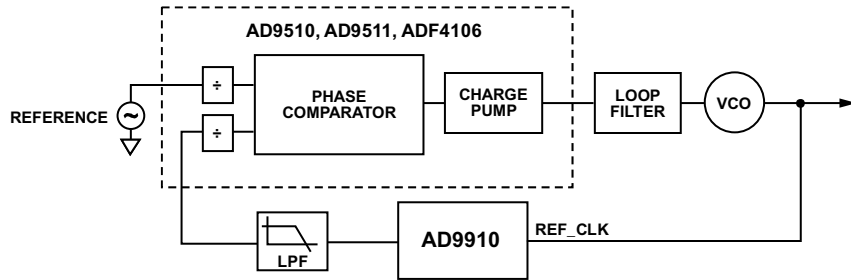 AD9510, AD9511, ADF4106
REFERENCE
~
÷
÷
PHASE
COMPARATOR
CHARGE
PUMP
LOOP
FILTER
VCO
LPF
AD9910
REF_CLK